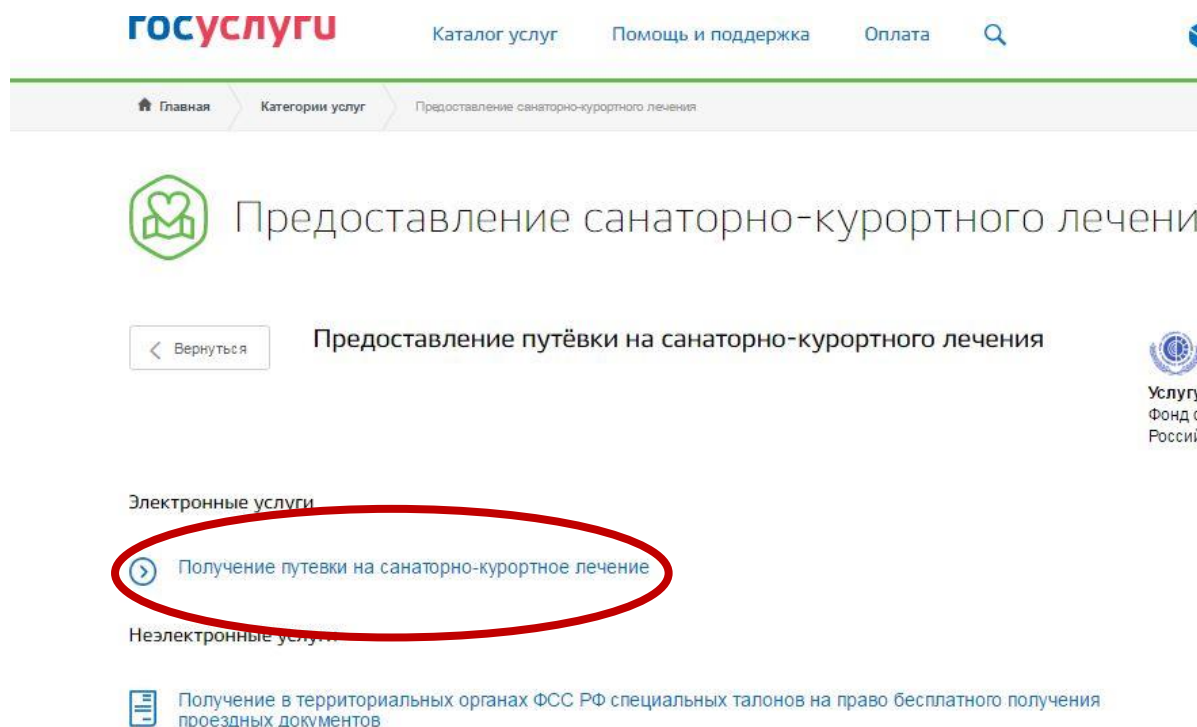 госуслуги
Каталог услуг Помощь и поддержка Оплата
Главная Категории услуг Предоставление санаторно-курортного лечения
Предоставление санаторно-курортного лечени
Вернуться Предоставление путёвки на санаторно-курортного лечения
Услугу
Фонд с
Россий
Электронные услуги
Получение путевки на санаторно-курортное лечение
Неэлектронные услуги
Получение в территориальных органах ФСС РФ специальных талонов на право бесплатного получения
проездных документов